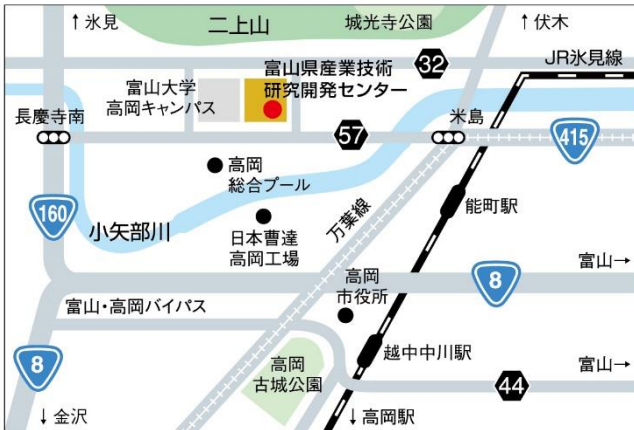 ↑氷見
二上山
城光寺公園
↑伏木
富山県産業技術
研究開発センター
32
JR氷見線
富山大学
高岡キャンパス
長慶寺南
57
米島
415
高岡
総合プール
160
小矢部川
日本曹達
高岡工場
万葉線
能町駅
高岡
市役所
8
富山→
富山・高岡バイパス
8
高岡
古城公園
越中中川駅
富山→
44
↓金沢
↓高岡駅